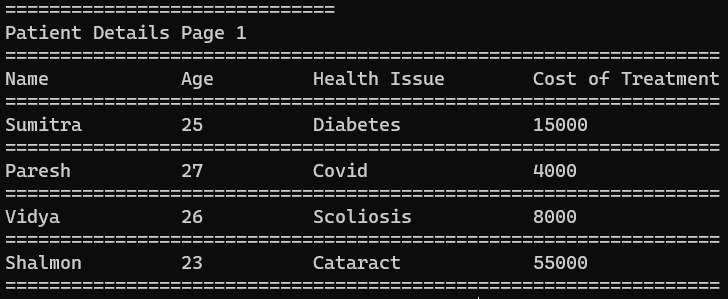 ==============================
Patient Details Page 1
=================================================================
Name Age Health Issue Cost of Treatment
=================================================================
Sumitra 25 Diabetes 15000
=================================================================
Paresh 27 Covid 4000
=================================================================
Vidya 26 Scoliosis 8000
=================================================================
Shalmon 23 Cataract 55000
=================================================================